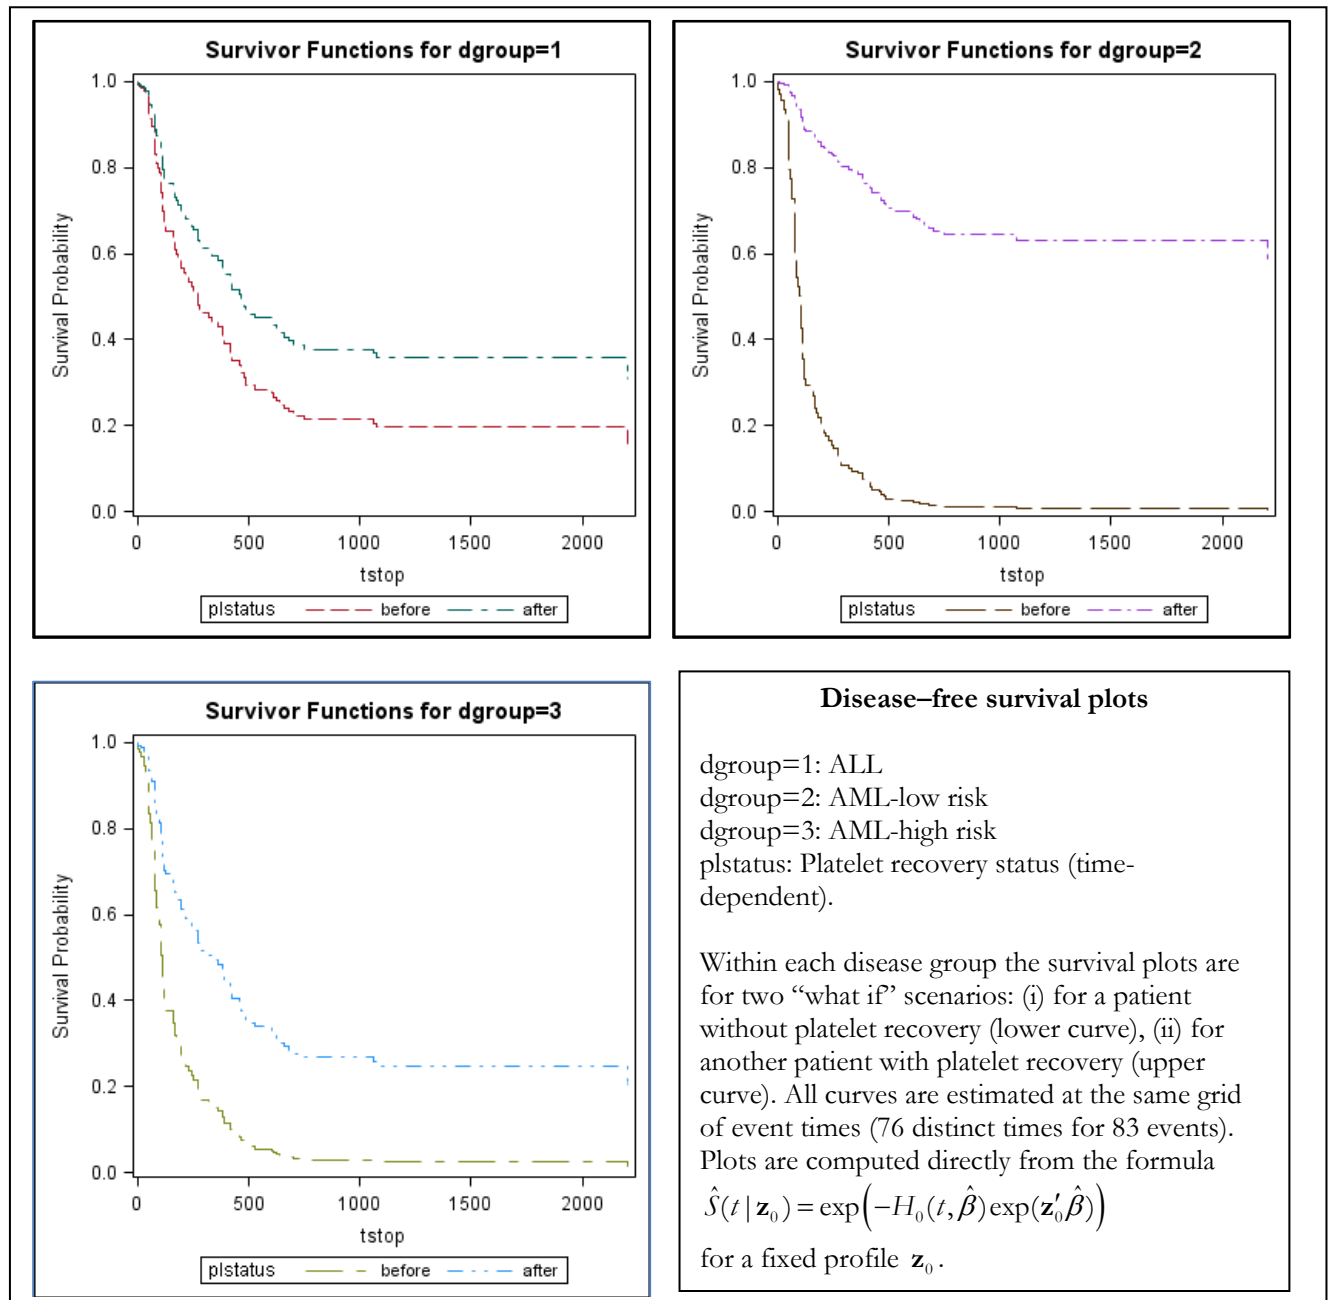 Survivor Functions for dgroup=1
1.0
0.8
0.6
0.4
0.2
0.0
Survival Probability
0 500 1000 1500 2000
tstop
plstatus before after
Survivor Functions for dgroup=2
1.0
0.8
0.6
0.4
0.2
0.0
Survival Probability
0 500 1000 1500 2000
tstop
plstatus before after
Survivor Functions for dgroup=3
1.0
0.8
0.6
0.4
0.2
0.0
Survival Probability
0 500 1000 1500 2000
tstop
plstatus before after
Disease–free survival plots
dgroup=1: ALL
dgroup=2: AML-low risk
dgroup=3: AML-high risk
plstatus: Platelet recovery status (time-
dependent).
Within each disease group the survival plots are
for two “what if” scenarios: (i) for a patient
without platelet recovery (lower curve), (ii) for
another patient with platelet recovery (upper
curve). All curves are estimated at the same grid
of event times (76 distinct times for 83 events).
Plots are computed directly from the formula
Ŝ(t | z₀) = exp(−H₀(t, β̂) exp(z₀′β̂))
for a fixed profile z₀.